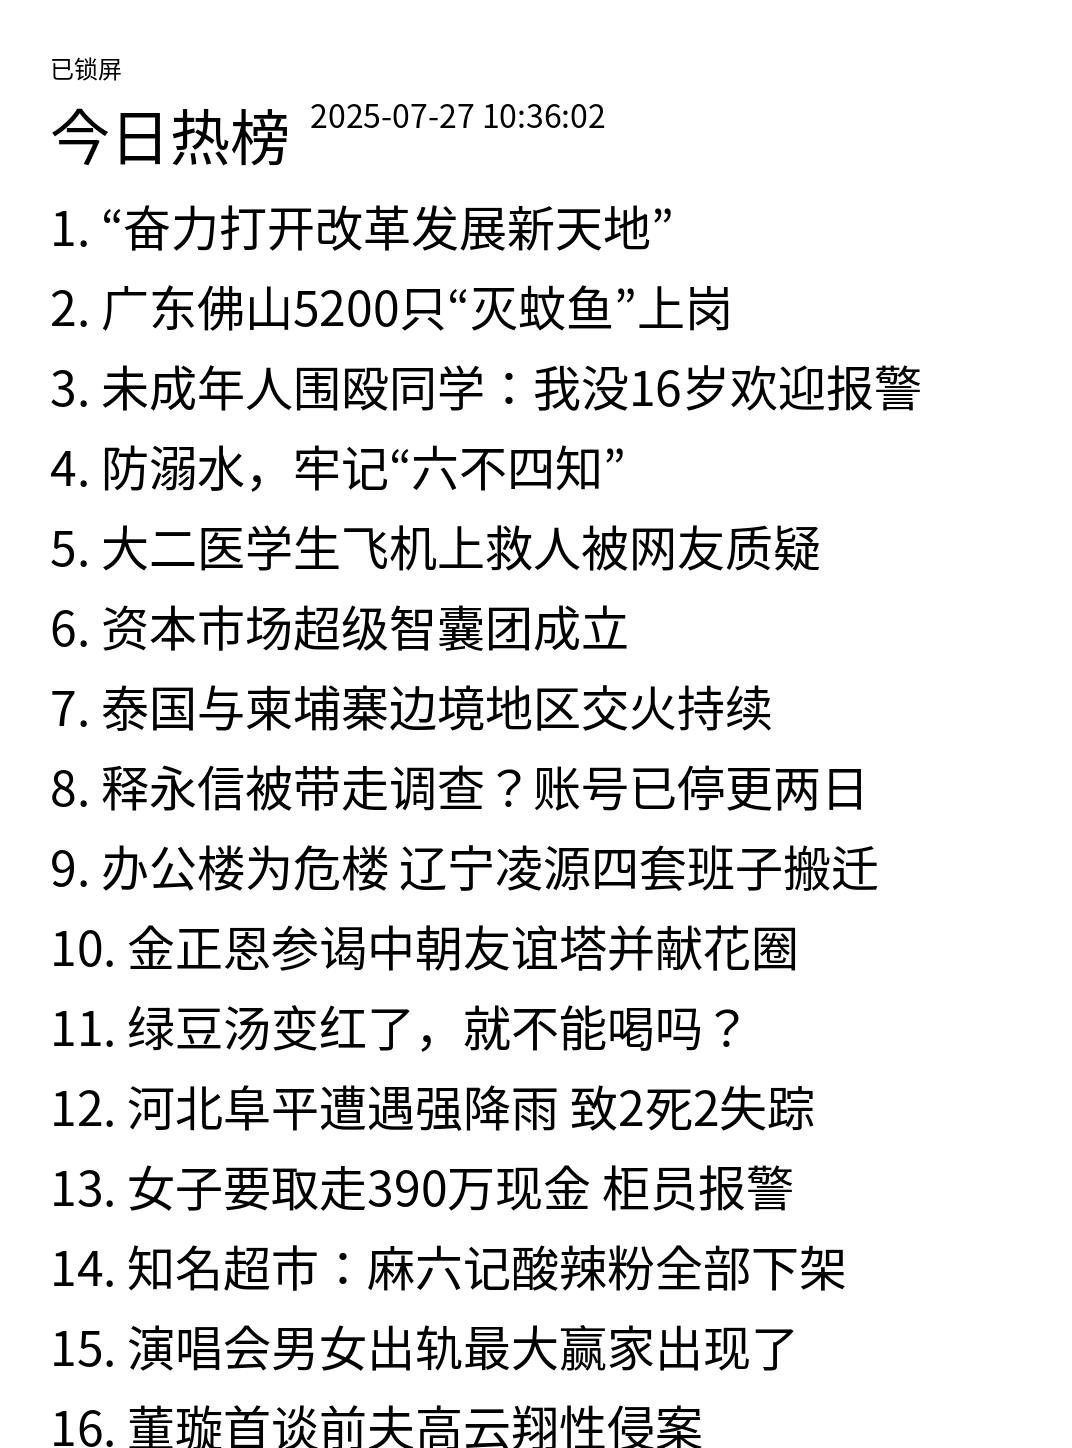 已锁屏
今日热榜 2025-07-27 10:36:02
1. “奋力打开改革发展新天地”
2. 广东佛山5200只“灭蚊鱼”上岗
3. 未成年人围殴同学：我没16岁欢迎报警
4. 防溺水，牢记“六不四知”
5. 大二医学生飞机上救人被网友质疑
6. 资本市场超级智囊团成立
7. 泰国与柬埔寨边境地区交火持续
8. 释永信被带走调查？账号已停更两日
9. 办公楼为危楼 辽宁凌源四套班子搬迁
10. 金正恩参谒中朝友谊塔并献花圈
11. 绿豆汤变红了，就不能喝吗？
12. 河北阜平遭遇强降雨 致2死2失踪
13. 女子要取走390万现金 柜员报警
14. 知名超市：麻六记酸辣粉全部下架
15. 演唱会男女出轨最大赢家出现了
16. 董璇首谈前夫高云翔性侵案